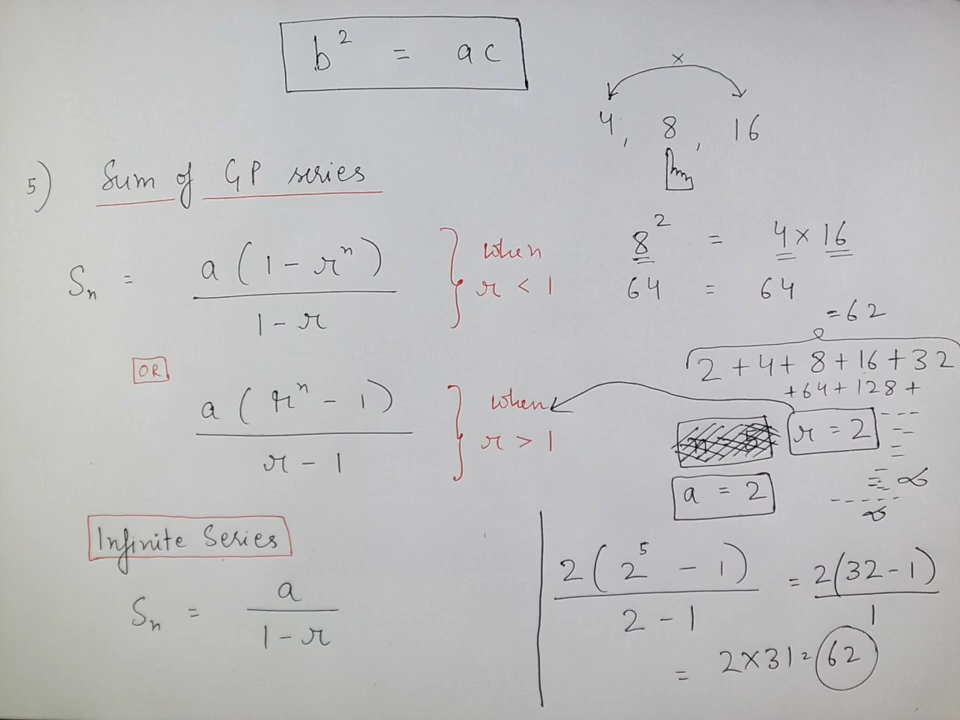 b² = ac
×
4, 8, 16
5) Sum of GP series
8² = 4 × 16
64 = 64
Sₙ = a(1 - rⁿ) / 1 - r } when r < 1
OR
a(rⁿ - 1) / r - 1 } when r > 1
= 62
2 + 4 + 8 + 16 + 32
+ 64 + 128 +
---- ∞
----- ∞
r = 2
a = 2
Infinite Series
Sₙ = a / 1 - r
2(2⁵ - 1) / 2 - 1 = 2(32 - 1) / 1
= 2×31 = 62